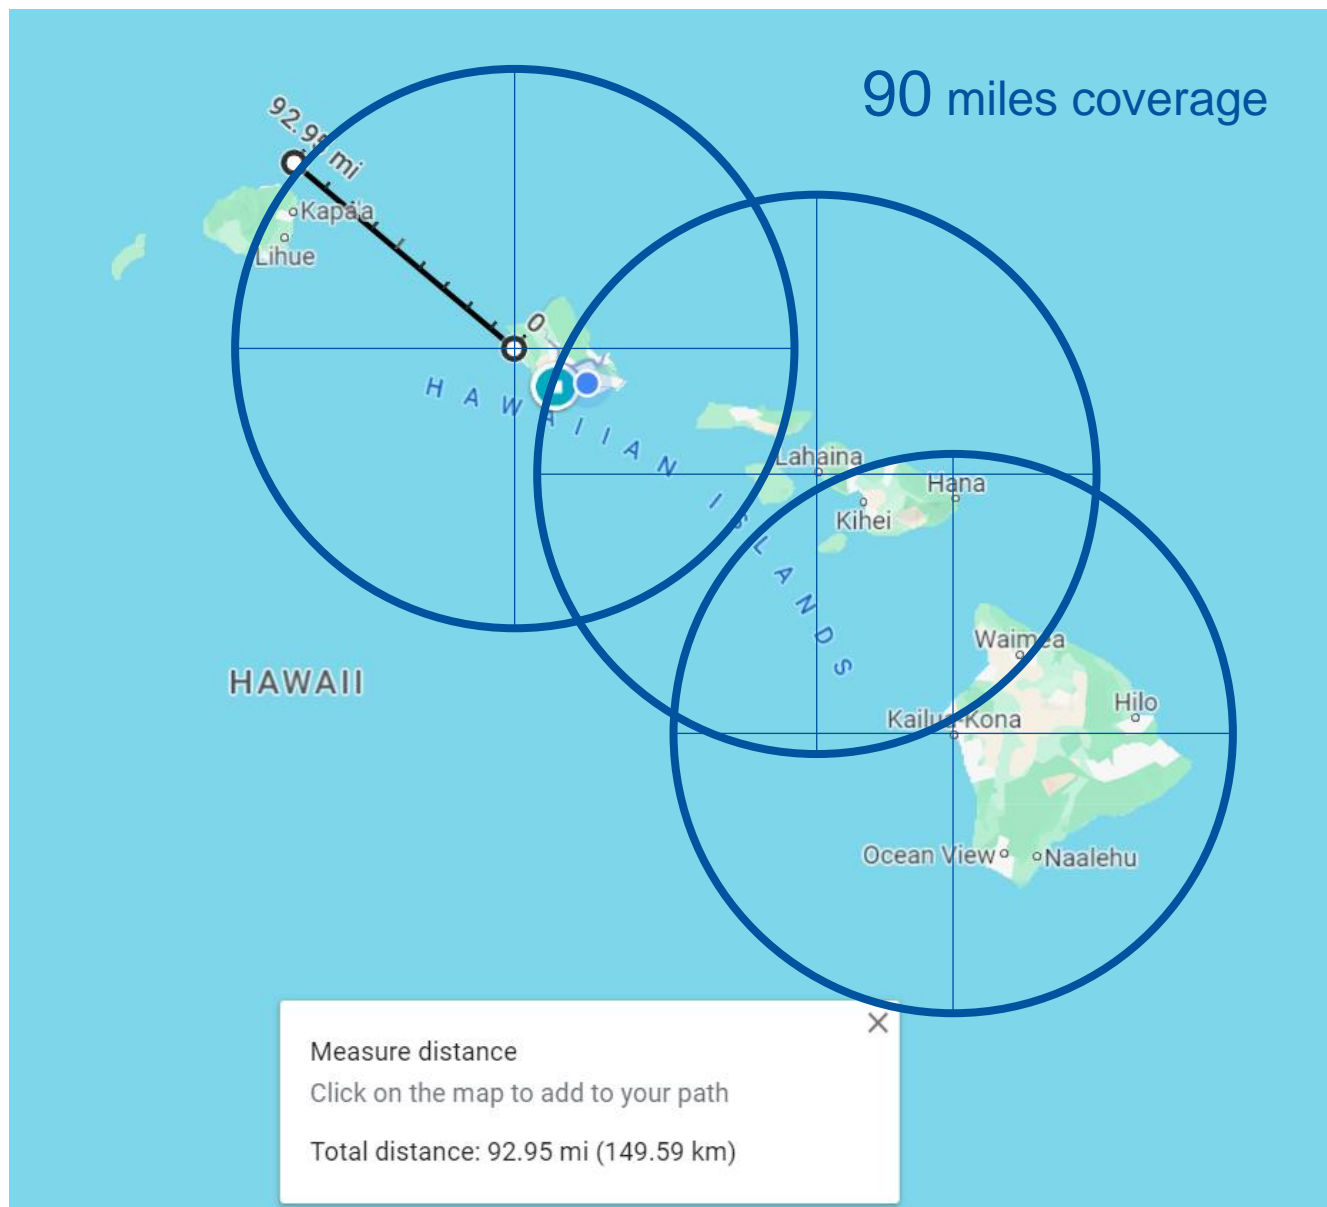 90 miles coverage
92.95 mi
Kapaʻa
Lihue
0
HAWAIIAN ISLANDS
Lahaina
Hana
Kihei
Waimea
HAWAII
Hilo
Kailua-Kona
Ocean View
Naalehu
Measure distance
Click on the map to add to your path
Total distance: 92.95 mi (149.59 km)